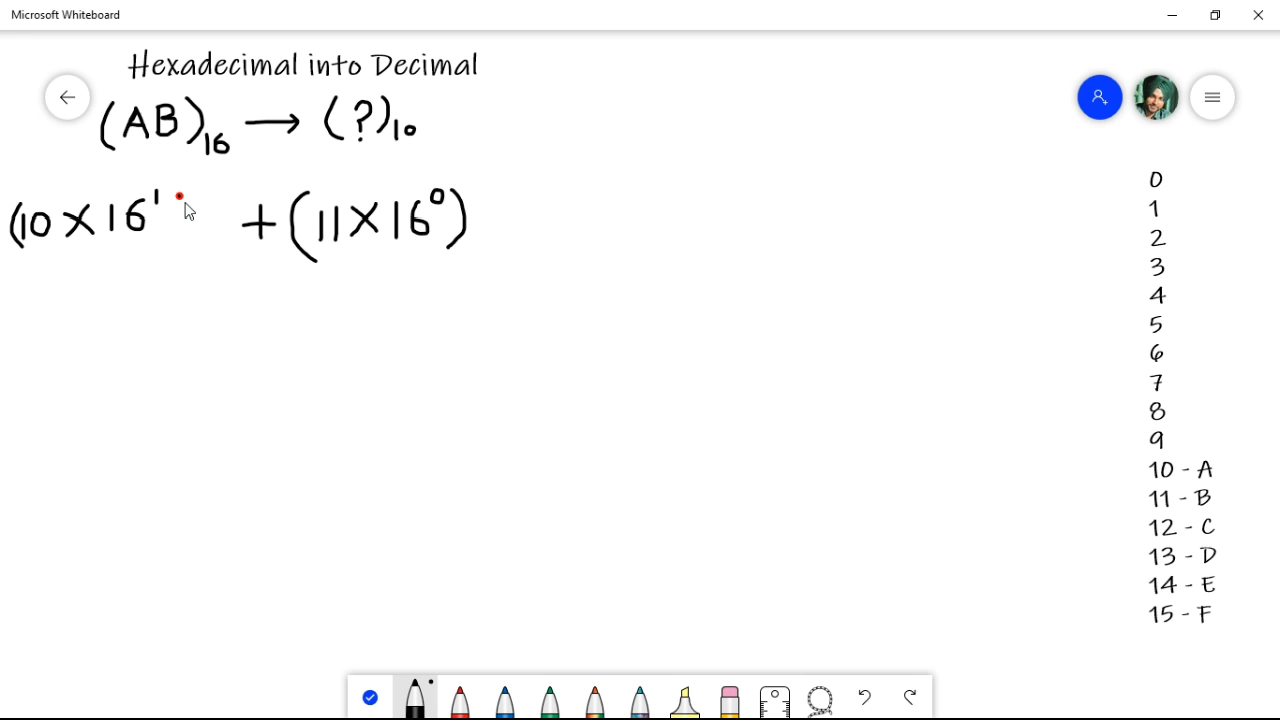 Microsoft Whiteboard
Hexadecimal into Decimal
(AB)₁₆ → (?)₁₀
(10 × 16¹ + (11 × 16⁰)
0
1
2
3
4
5
6
7
8
9
10 - A
11 - B
12 - C
13 - D
14 - E
15 - F